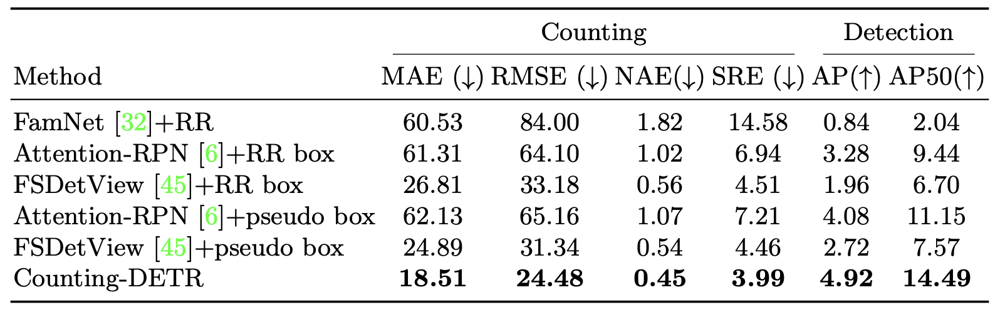 Counting Detection
Method MAE (↓) RMSE (↓) NAE(↓) SRE (↓) AP(↑) AP50(↑)
FamNet [32]+RR 60.53 84.00 1.82 14.58 0.84 2.04
Attention-RPN [6]+RR box 61.31 64.10 1.02 6.94 3.28 9.44
FSDetView [45]+RR box 26.81 33.18 0.56 4.51 1.96 6.70
Attention-RPN [6]+pseudo box 62.13 65.16 1.07 7.21 4.08 11.15
FSDetView [45]+pseudo box 24.89 31.34 0.54 4.46 2.72 7.57
Counting-DETR 18.51 24.48 0.45 3.99 4.92 14.49